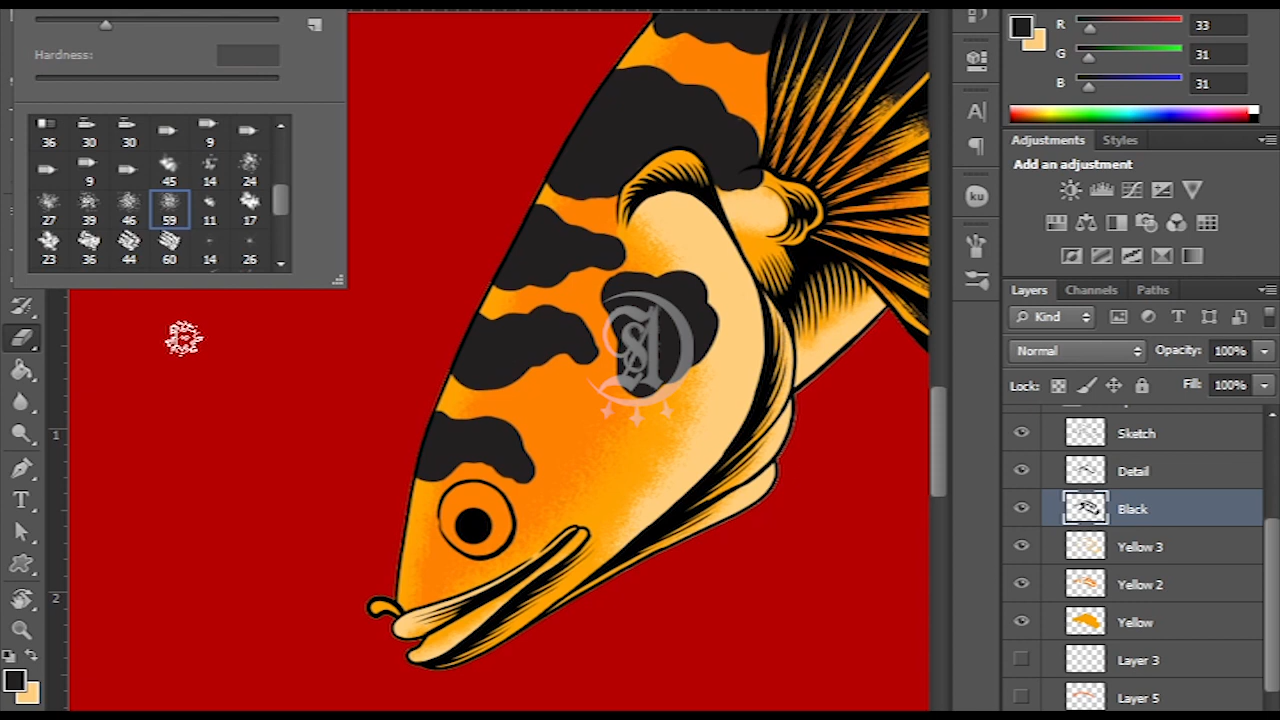 Hardness:
36 30 30 9
9 45 14 24
27 39 46 59 11 17
23 36 44 60 14 26
1
2
R 33
G 31
B 31
Adjustments Styles
Add an adjustment
Layers Channels Paths
Kind
Normal Opacity: 100%
Lock: Fill: 100%
Sketch
Detail
Black
Yellow 3
Yellow 2
Yellow
Layer 3
Layer 5
A
ku
T